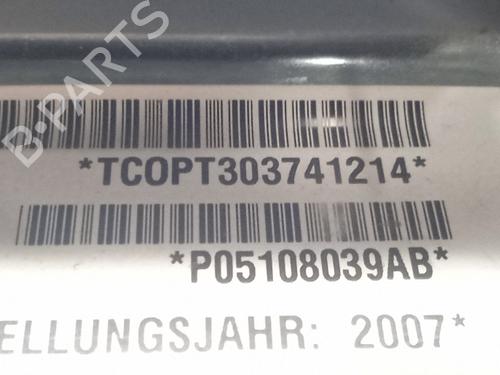 B-PARTS
*TCOPT303741214*
*P05108039AB*
ELLUNGSJAHR: 2007*